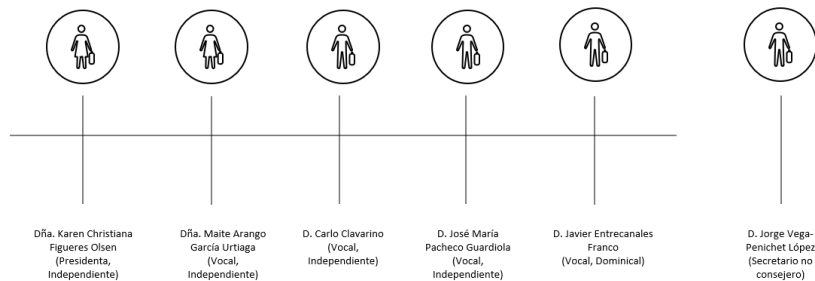 Dña. Karen Christiana
Figueres Olsen
(Presidenta,
Independiente)
Dña. Maite Arango
García Urtiaga
(Vocal,
Independiente)
D. Carlo Clavarino
(Vocal,
Independiente)
D. José María
Pacheco Guardiola
(Vocal,
Independiente)
D. Javier Entrecanales
Franco
(Vocal, Dominical)
D. Jorge Vega-
Penichet López
(Secretario no
consejero)